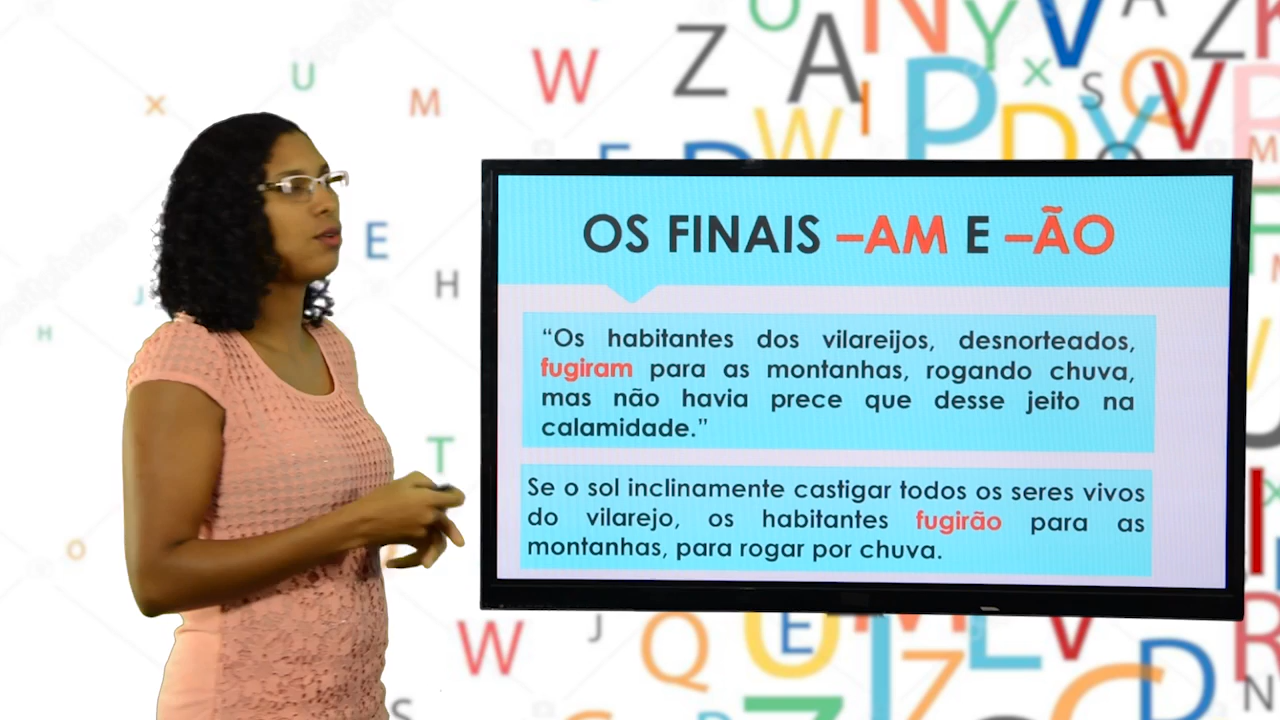 OS FINAIS –AM E –ÃO
“Os habitantes dos vilareijos, desnorteados,
fugiram para as montanhas, rogando chuva,
mas não havia prece que desse jeito na
calamidade.”
Se o sol inclinamente castigar todos os seres vivos
do vilarejo, os habitantes fugirão para as
montanhas, para rogar por chuva.